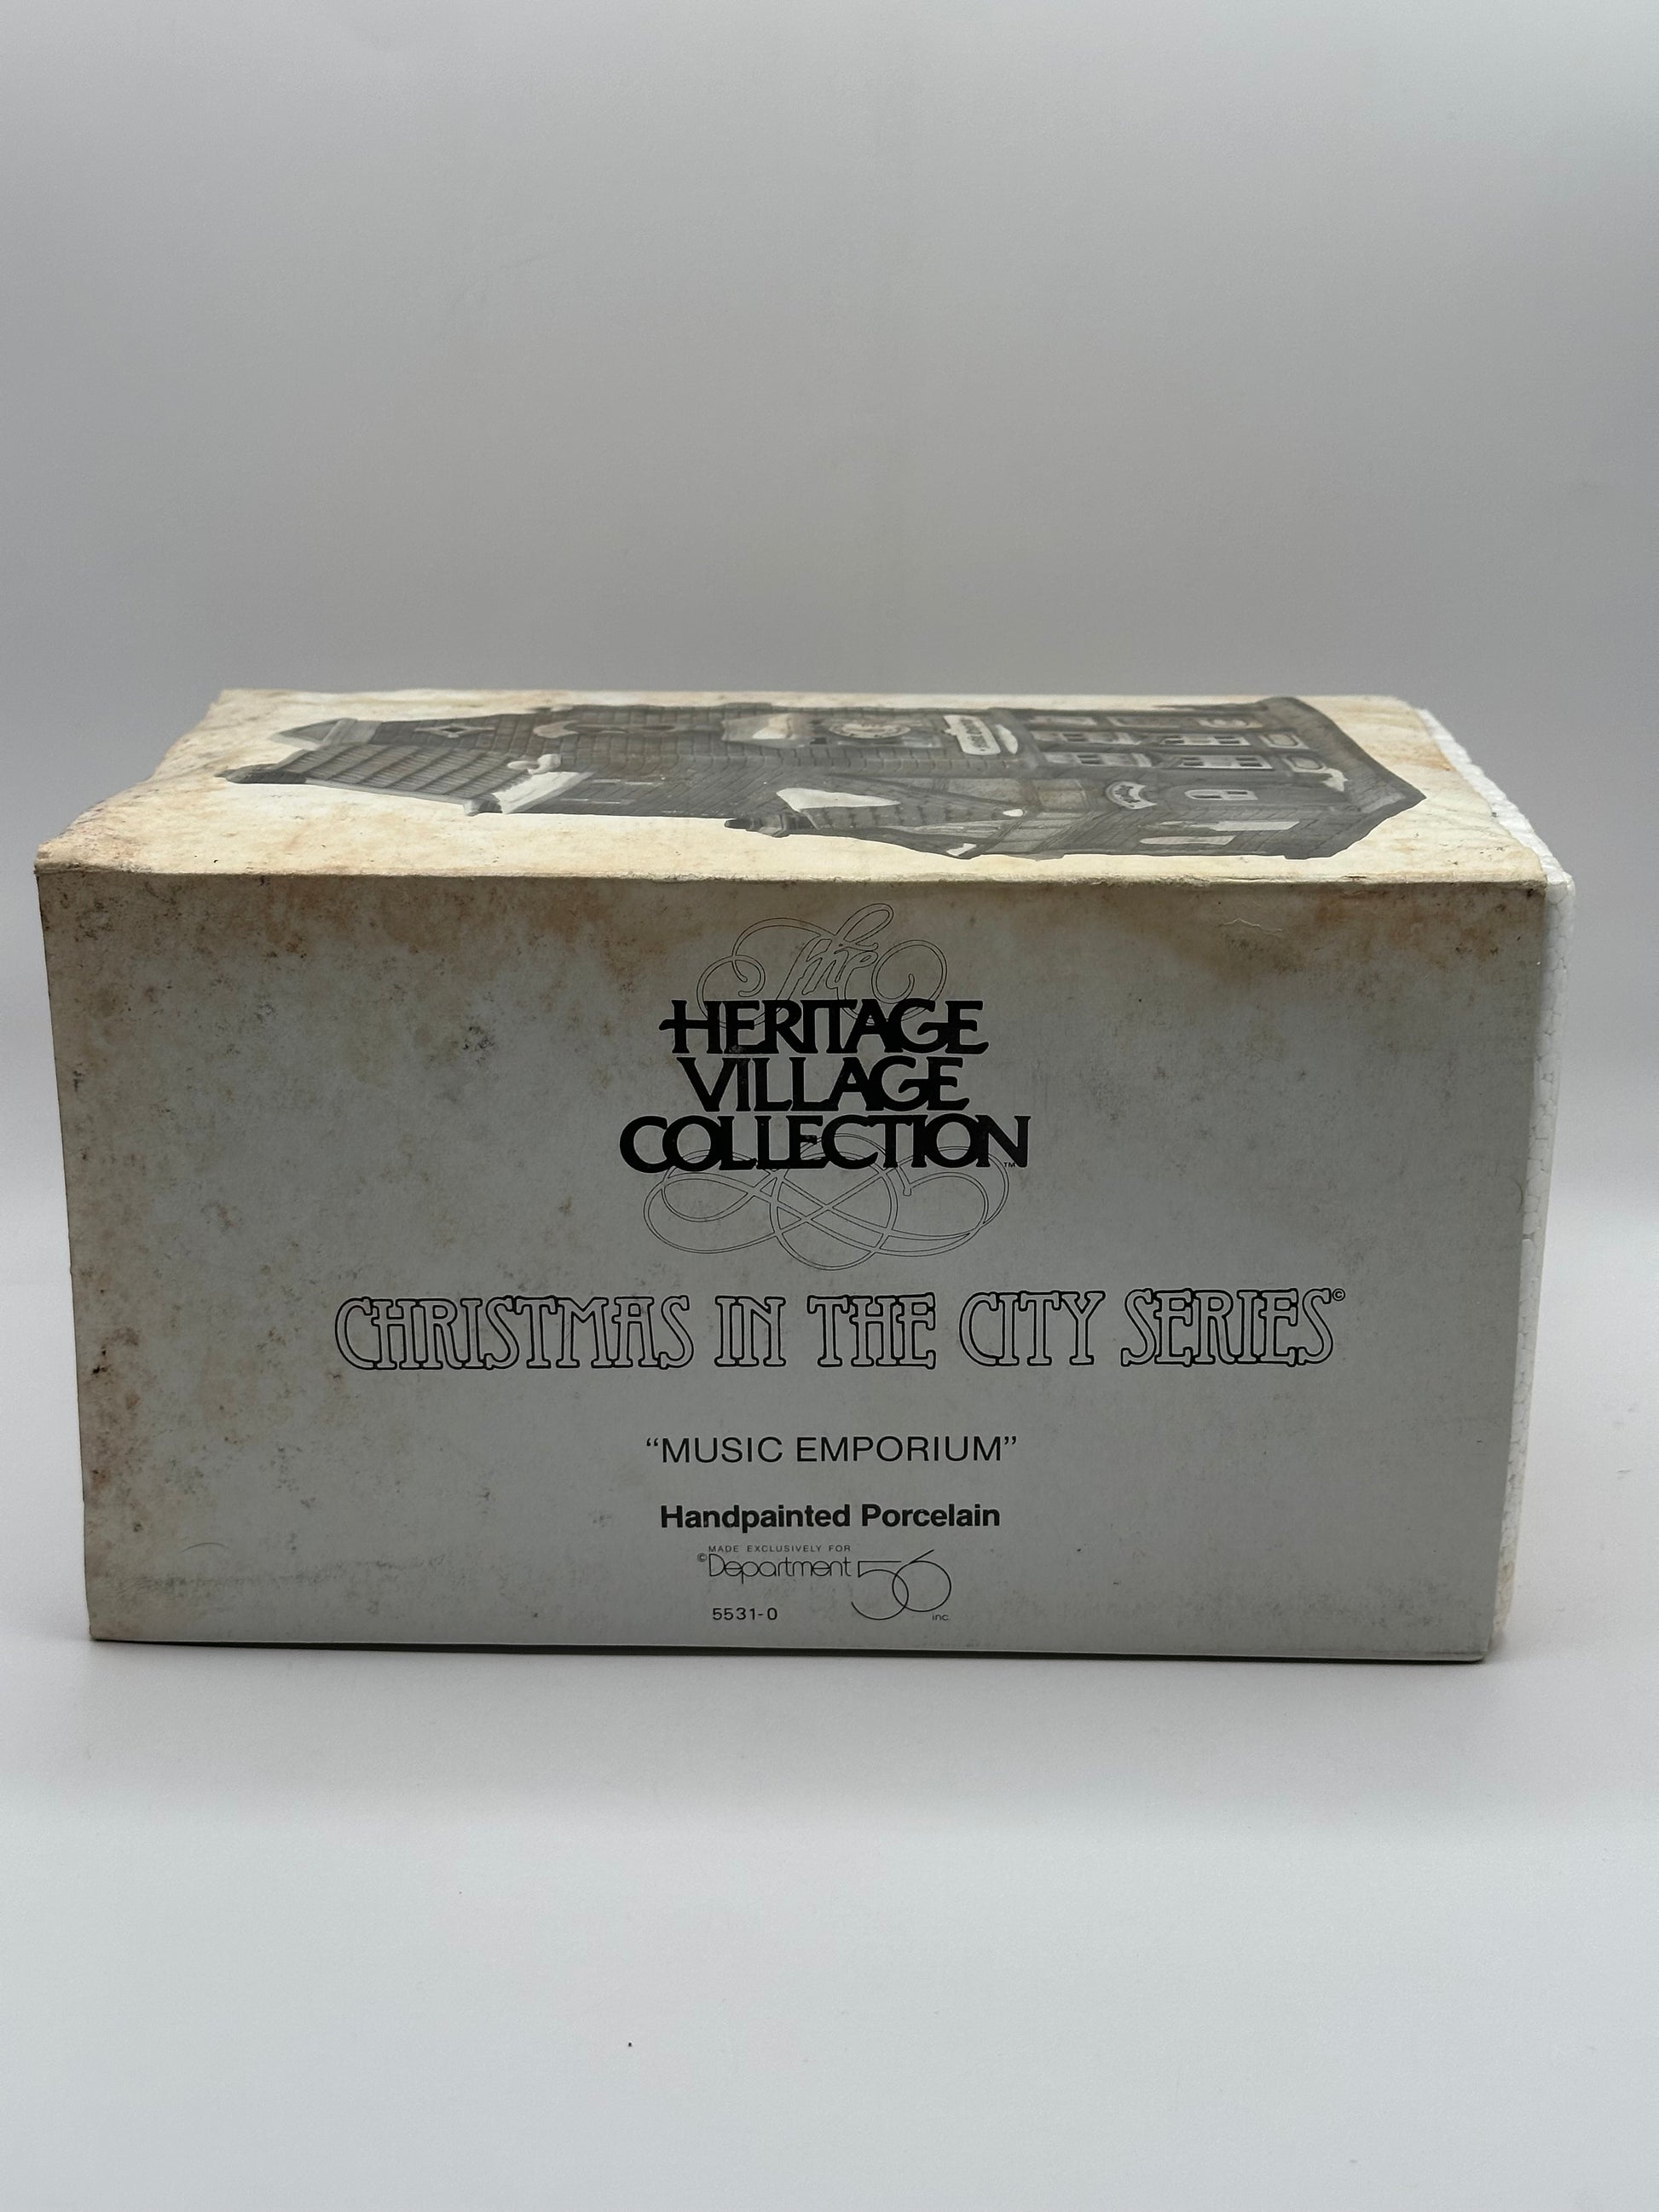 The
HERITAGE
VILLAGE
COLLECTION™
CHRISTMAS IN THE CITY SERIES©
“MUSIC EMPORIUM”
Handpainted Porcelain
MADE EXCLUSIVELY FOR
©Department 56
5531-0
inc.